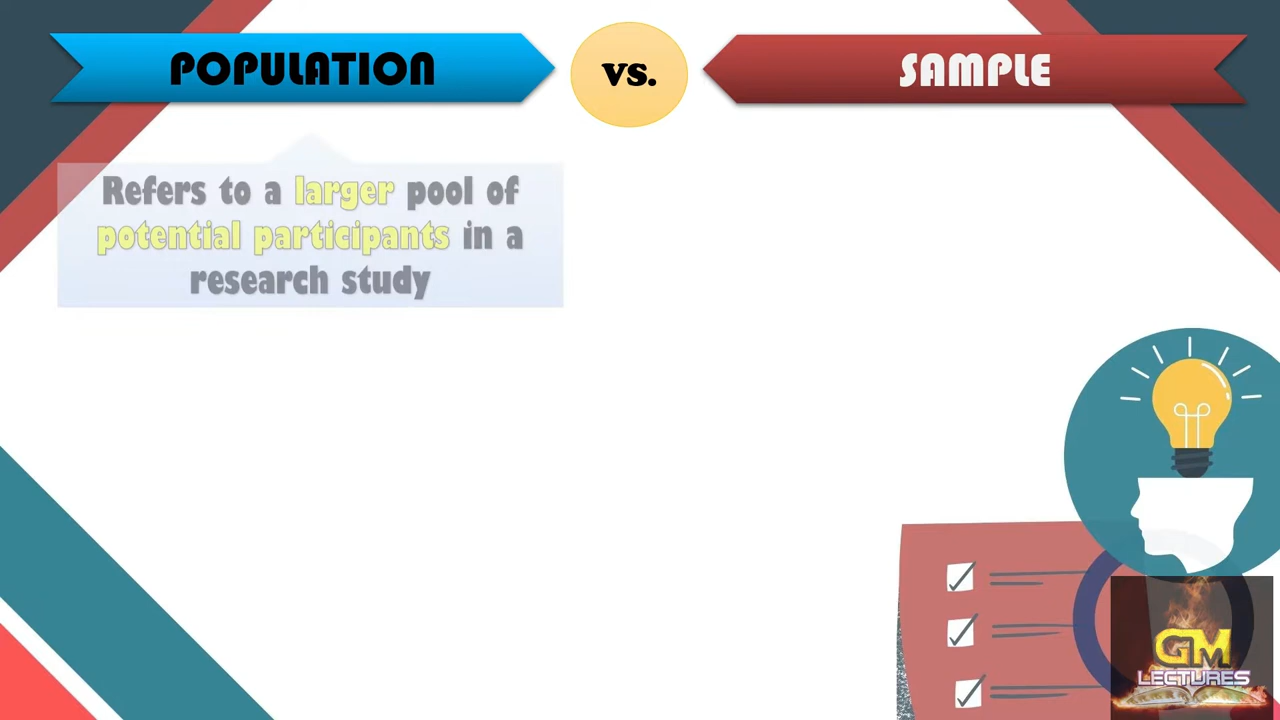 POPULATION
vs.
SAMPLE
Refers to a larger pool of
potential participants in a
research study
GM
LECTURES